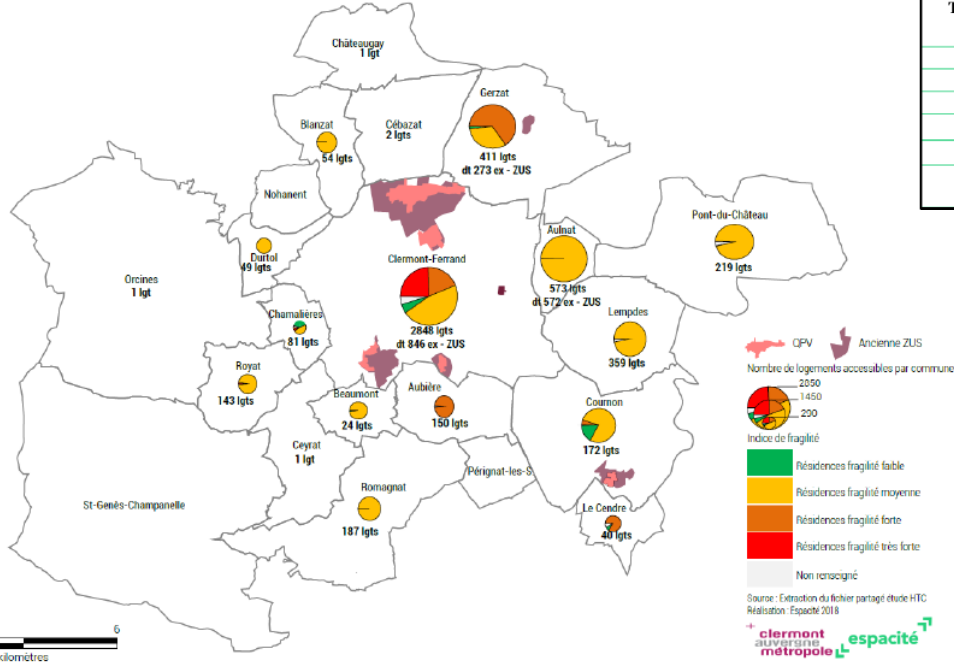 T
Châteaugay
1 lgt
Gerzat
411 lgts
dt 273 ex - ZUS
Blanzat
54 lgts
Cébazat
2 lgts
Nohanent
Pont-du-Château
219 lgts
Aulnat
573 lgts
dt 572 ex - ZUS
Durtol
49 lgts
Clermont-Ferrand
2848 lgts
dt 846 ex - ZUS
Orcines
1 lgt
Chamalières
81 lgts
Lempdes
359 lgts
Royat
143 lgts
Beaumont
24 lgts
Aubière
150 lgts
Cournon
172 lgts
Ceyrat
1 lgt
Pérignat-les-S
St-Genès-Champanelle
Romagnat
187 lgts
Le Cendre
40 lgts
QPV
Ancienne ZUS
Nombre de logements accessibles par commune
2050
1450
200
Indice de fragilité
Résidences fragilité faible
Résidences fragilité moyenne
Résidences fragilité forte
Résidences fragilité très forte
Non renseigné
Source : Extraction du fichier partagé étude HTC
Réalisation : Espacité 2018
clermont
auvergne
métropole
espacité
6
kilomètres